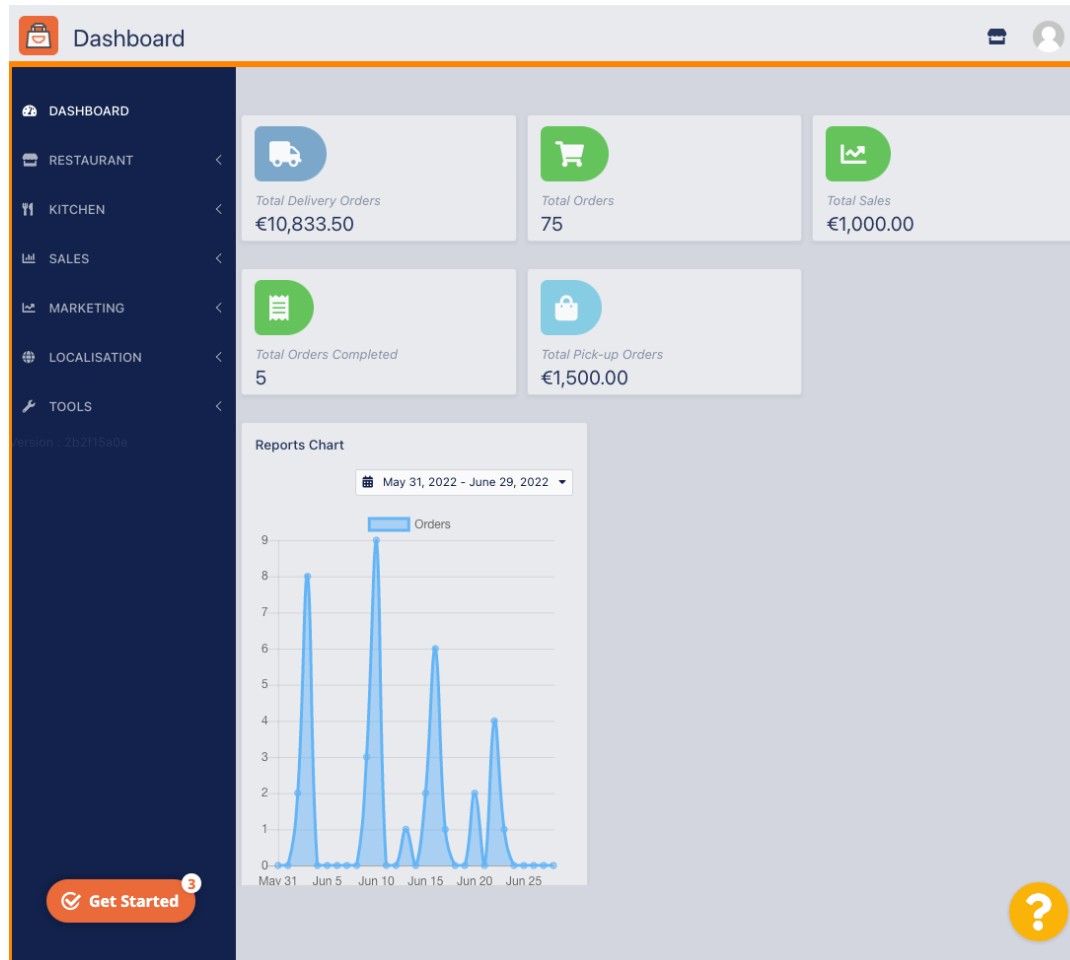 Dashboard
DASHBOARD
RESTAURANT
KITCHEN
SALES
MARKETING
LOCALISATION
TOOLS
Version : 2b2f15a0e
Get Started
3
Total Delivery Orders
€10,833.50
Total Orders
75
Total Sales
€1,000.00
Total Orders Completed
5
Total Pick-up Orders
€1,500.00
Reports Chart
May 31, 2022 - June 29, 2022
Orders
9
8
7
6
5
4
3
2
1
0
May 31 Jun 5 Jun 10 Jun 15 Jun 20 Jun 25
?